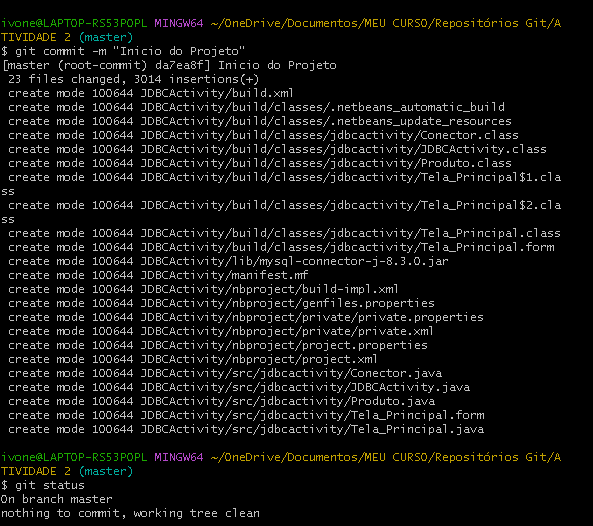 ivone@LAPTOP-RS53POPL MINGW64 ~/OneDrive/Documentos/MEU CURSO/Repositórios Git/A
TIVIDADE 2 (master)
$ git commit -m "Inicio do Projeto"
[master (root-commit) da7ea8f] Inicio do Projeto
 23 files changed, 3014 insertions(+)
 create mode 100644 JDBCActivity/build.xml
 create mode 100644 JDBCActivity/build/classes/.netbeans_automatic_build
 create mode 100644 JDBCActivity/build/classes/.netbeans_update_resources
 create mode 100644 JDBCActivity/build/classes/jdbcactivity/Conector.class
 create mode 100644 JDBCActivity/build/classes/jdbcactivity/JDBCActivity.class
 create mode 100644 JDBCActivity/build/classes/jdbcactivity/Produto.class
 create mode 100644 JDBCActivity/build/classes/jdbcactivity/Tela_Principal$1.cla
ss
 create mode 100644 JDBCActivity/build/classes/jdbcactivity/Tela_Principal$2.cla
ss
 create mode 100644 JDBCActivity/build/classes/jdbcactivity/Tela_Principal.class
 create mode 100644 JDBCActivity/build/classes/jdbcactivity/Tela_Principal.form
 create mode 100644 JDBCActivity/lib/mysql-connector-j-8.3.0.jar
 create mode 100644 JDBCActivity/manifest.mf
 create mode 100644 JDBCActivity/nbproject/build-impl.xml
 create mode 100644 JDBCActivity/nbproject/genfiles.properties
 create mode 100644 JDBCActivity/nbproject/private/private.properties
 create mode 100644 JDBCActivity/nbproject/private/private.xml
 create mode 100644 JDBCActivity/nbproject/project.properties
 create mode 100644 JDBCActivity/nbproject/project.xml
 create mode 100644 JDBCActivity/src/jdbcactivity/Conector.java
 create mode 100644 JDBCActivity/src/jdbcactivity/JDBCActivity.java
 create mode 100644 JDBCActivity/src/jdbcactivity/Produto.java
 create mode 100644 JDBCActivity/src/jdbcactivity/Tela_Principal.form
 create mode 100644 JDBCActivity/src/jdbcactivity/Tela_Principal.java
ivone@LAPTOP-RS53POPL MINGW64 ~/OneDrive/Documentos/MEU CURSO/Repositórios Git/A
TIVIDADE 2 (master)
$ git status
On branch master
nothing to commit, working tree clean